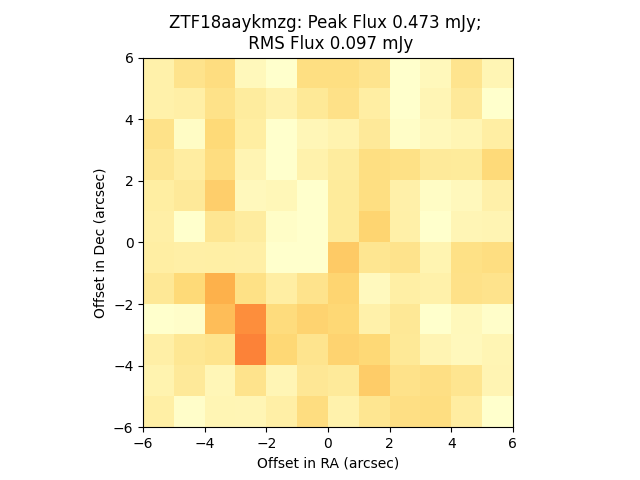 ZTF18aaykmzg: Peak Flux 0.473 mJy;
RMS Flux 0.097 mJy
6
4
2
0
−2
−4
−6
Offset in Dec (arcsec)
−6 −4 −2 0 2 4 6
Offset in RA (arcsec)